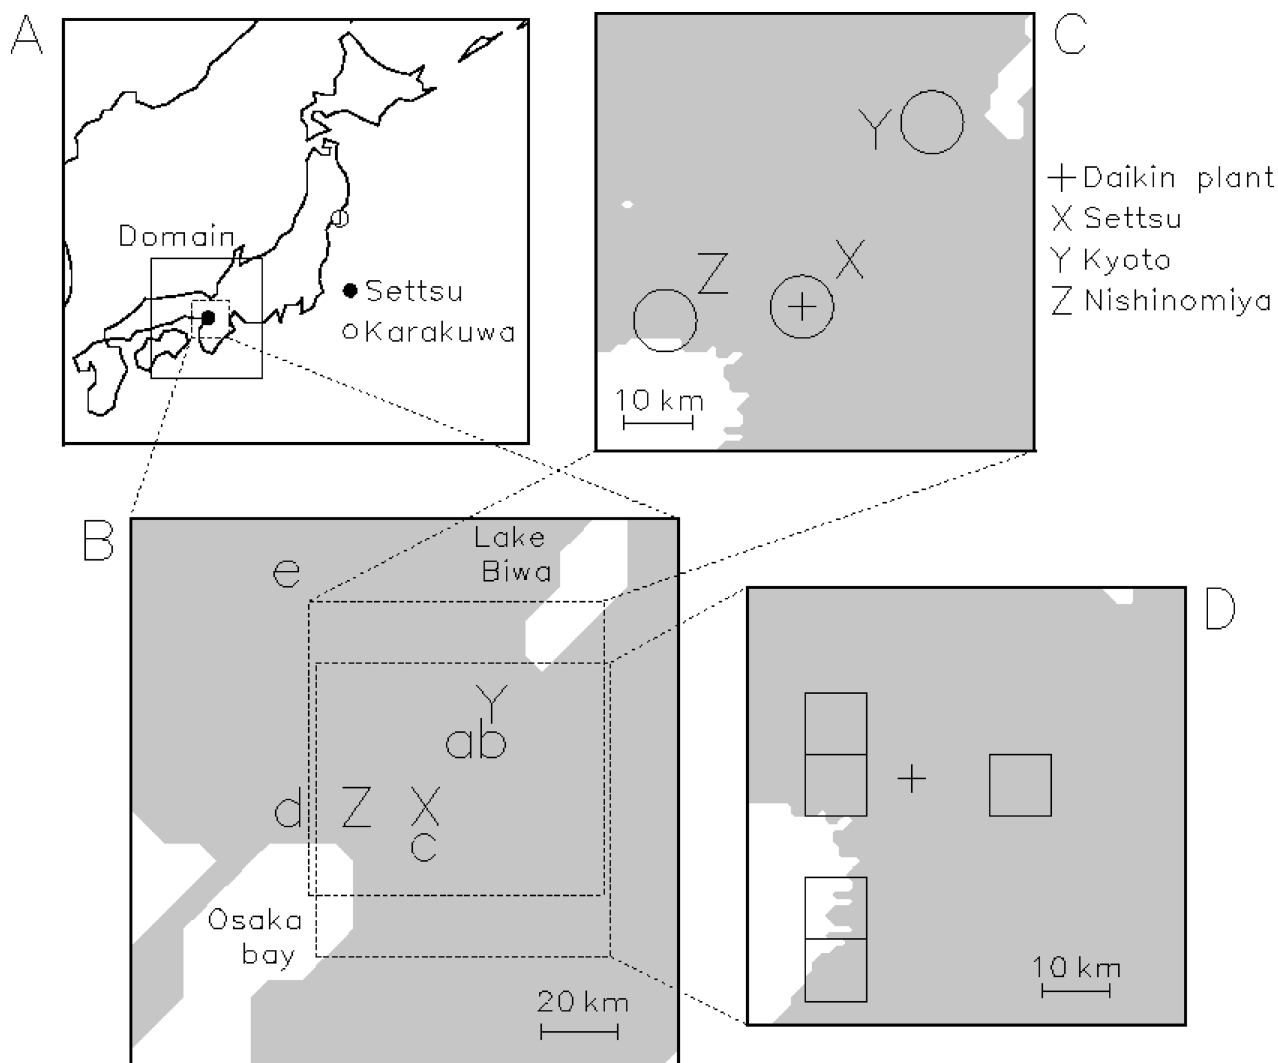 A
Domain
Settsu
Karakuwa
C
Y
Z
X
10 km
Daikin plant
X Settsu
Y Kyoto
Z Nishinomiya
B
Lake
Biwa
e
Y
ab
d Z X
c
Osaka
bay
20 km
D
10 km